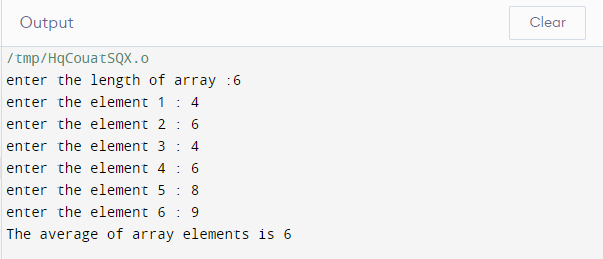 Output
Clear
/tmp/HqCouatSQX.o
enter the length of array :6
enter the element 1 : 4
enter the element 2 : 6
enter the element 3 : 4
enter the element 4 : 6
enter the element 5 : 8
enter the element 6 : 9
The average of array elements is 6